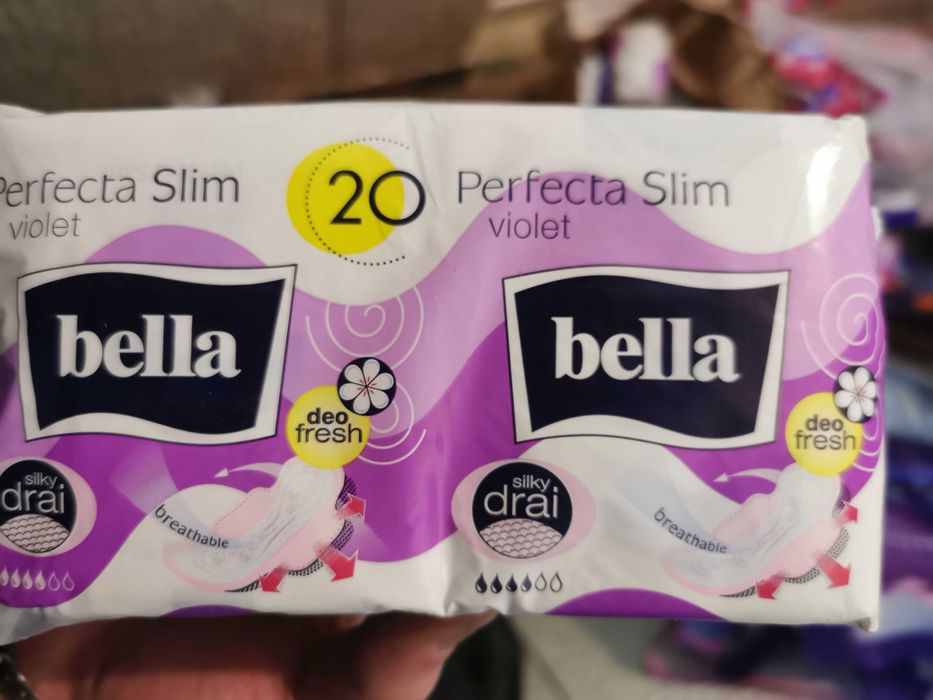 Perfecta Slim
violet
20
bella
deo
fresh
silky
drai
breathable
Perfecta Slim
violet
bella
deo
fresh
silky
drai
breathable